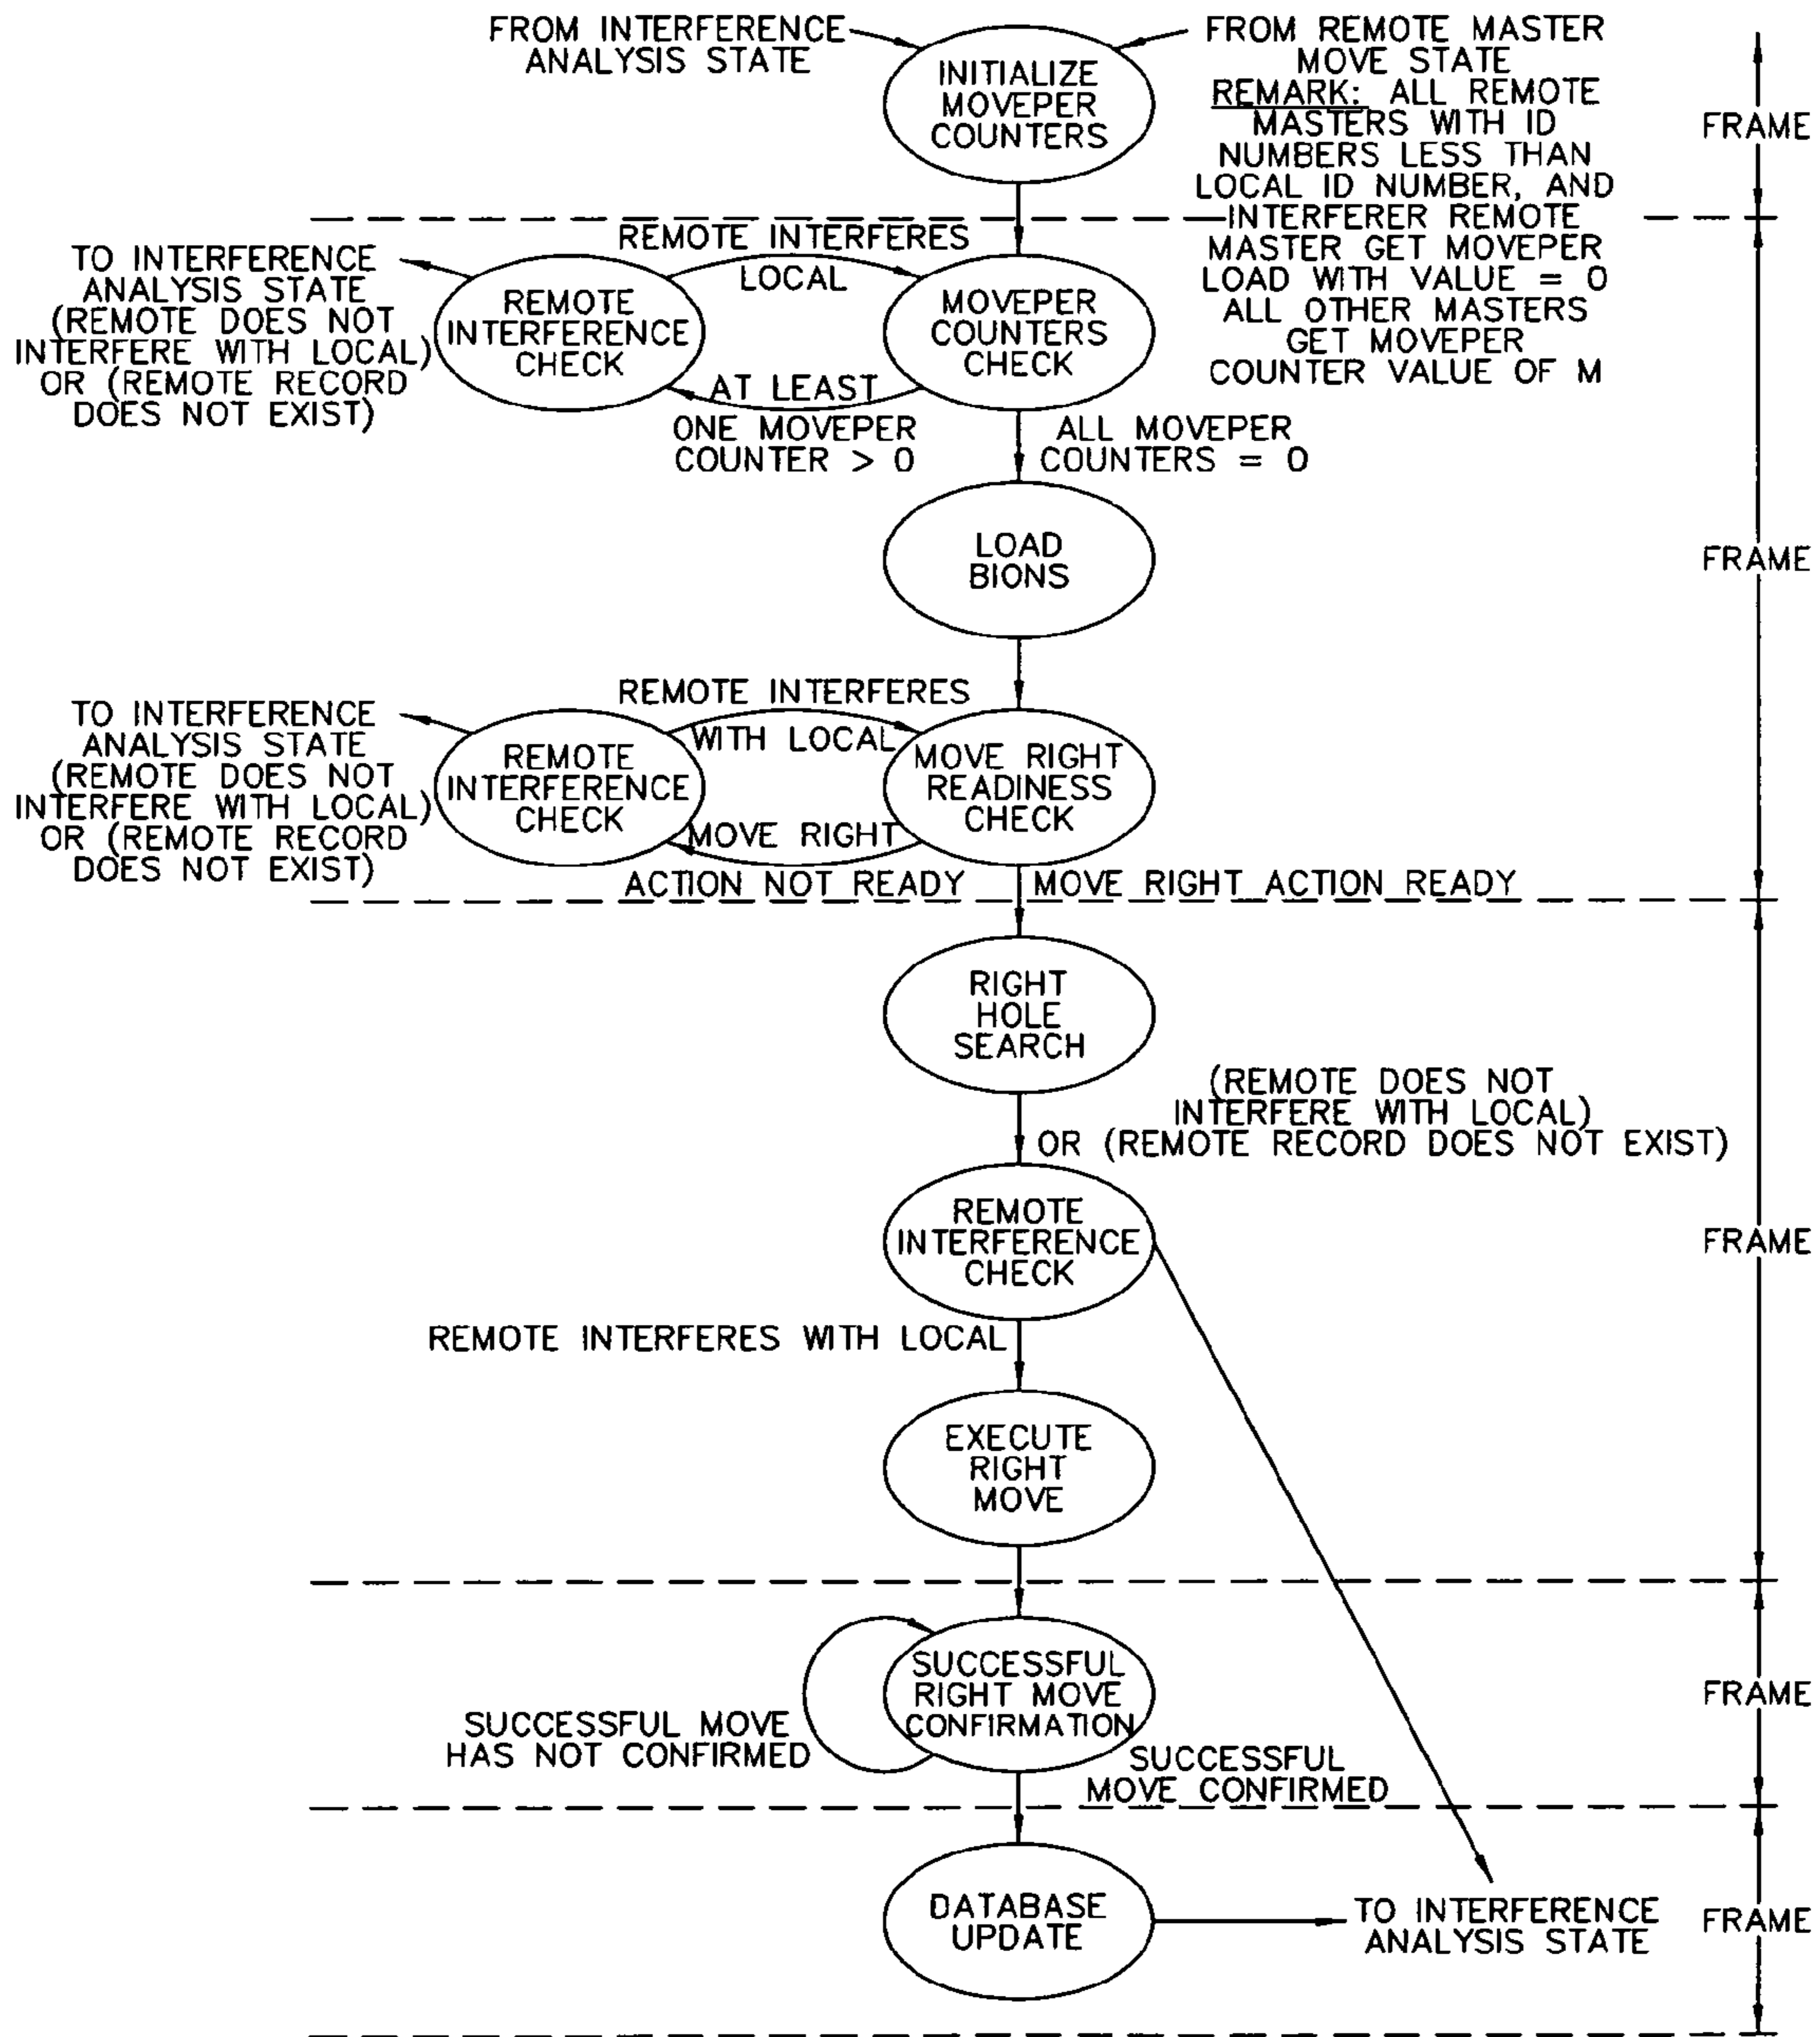 FROM INTERFERENCE
ANALYSIS STATE
INITIALIZE
MOVEPER
COUNTERS
FROM REMOTE MASTER
MOVE STATE
REMARK: ALL REMOTE
MASTERS WITH ID
NUMBERS LESS THAN
LOCAL ID NUMBER, AND
INTERFERER REMOTE
MASTER GET MOVEPER
LOAD WITH VALUE = 0
ALL OTHER MASTERS
GET MOVEPER
COUNTER VALUE OF M
FRAME
TO INTERFERENCE
ANALYSIS STATE
(REMOTE DOES NOT
INTERFERE WITH LOCAL)
OR (REMOTE RECORD
DOES NOT EXIST)
REMOTE INTERFERES
LOCAL
REMOTE
INTERFERENCE
CHECK
MOVEPER
COUNTERS
CHECK
AT LEAST
ONE MOVEPER
COUNTER > 0
ALL MOVEPER
COUNTERS = 0
LOAD
BIONS
FRAME
TO INTERFERENCE
ANALYSIS STATE
(REMOTE DOES NOT
INTERFERE WITH LOCAL)
OR (REMOTE RECORD
DOES NOT EXIST)
REMOTE INTERFERES
WITH LOCAL
REMOTE
INTERFERENCE
CHECK
MOVE RIGHT
READINESS
CHECK
MOVE RIGHT
ACTION NOT READY
MOVE RIGHT ACTION READY
RIGHT
HOLE
SEARCH
(REMOTE DOES NOT
INTERFERE WITH LOCAL)
OR (REMOTE RECORD DOES NOT EXIST)
REMOTE
INTERFERENCE
CHECK
FRAME
REMOTE INTERFERES WITH LOCAL
EXECUTE
RIGHT
MOVE
SUCCESSFUL
RIGHT MOVE
CONFIRMATION
FRAME
SUCCESSFUL MOVE
HAS NOT CONFIRMED
SUCCESSFUL
MOVE CONFIRMED
DATABASE
UPDATE
TO INTERFERENCE
ANALYSIS STATE
FRAME